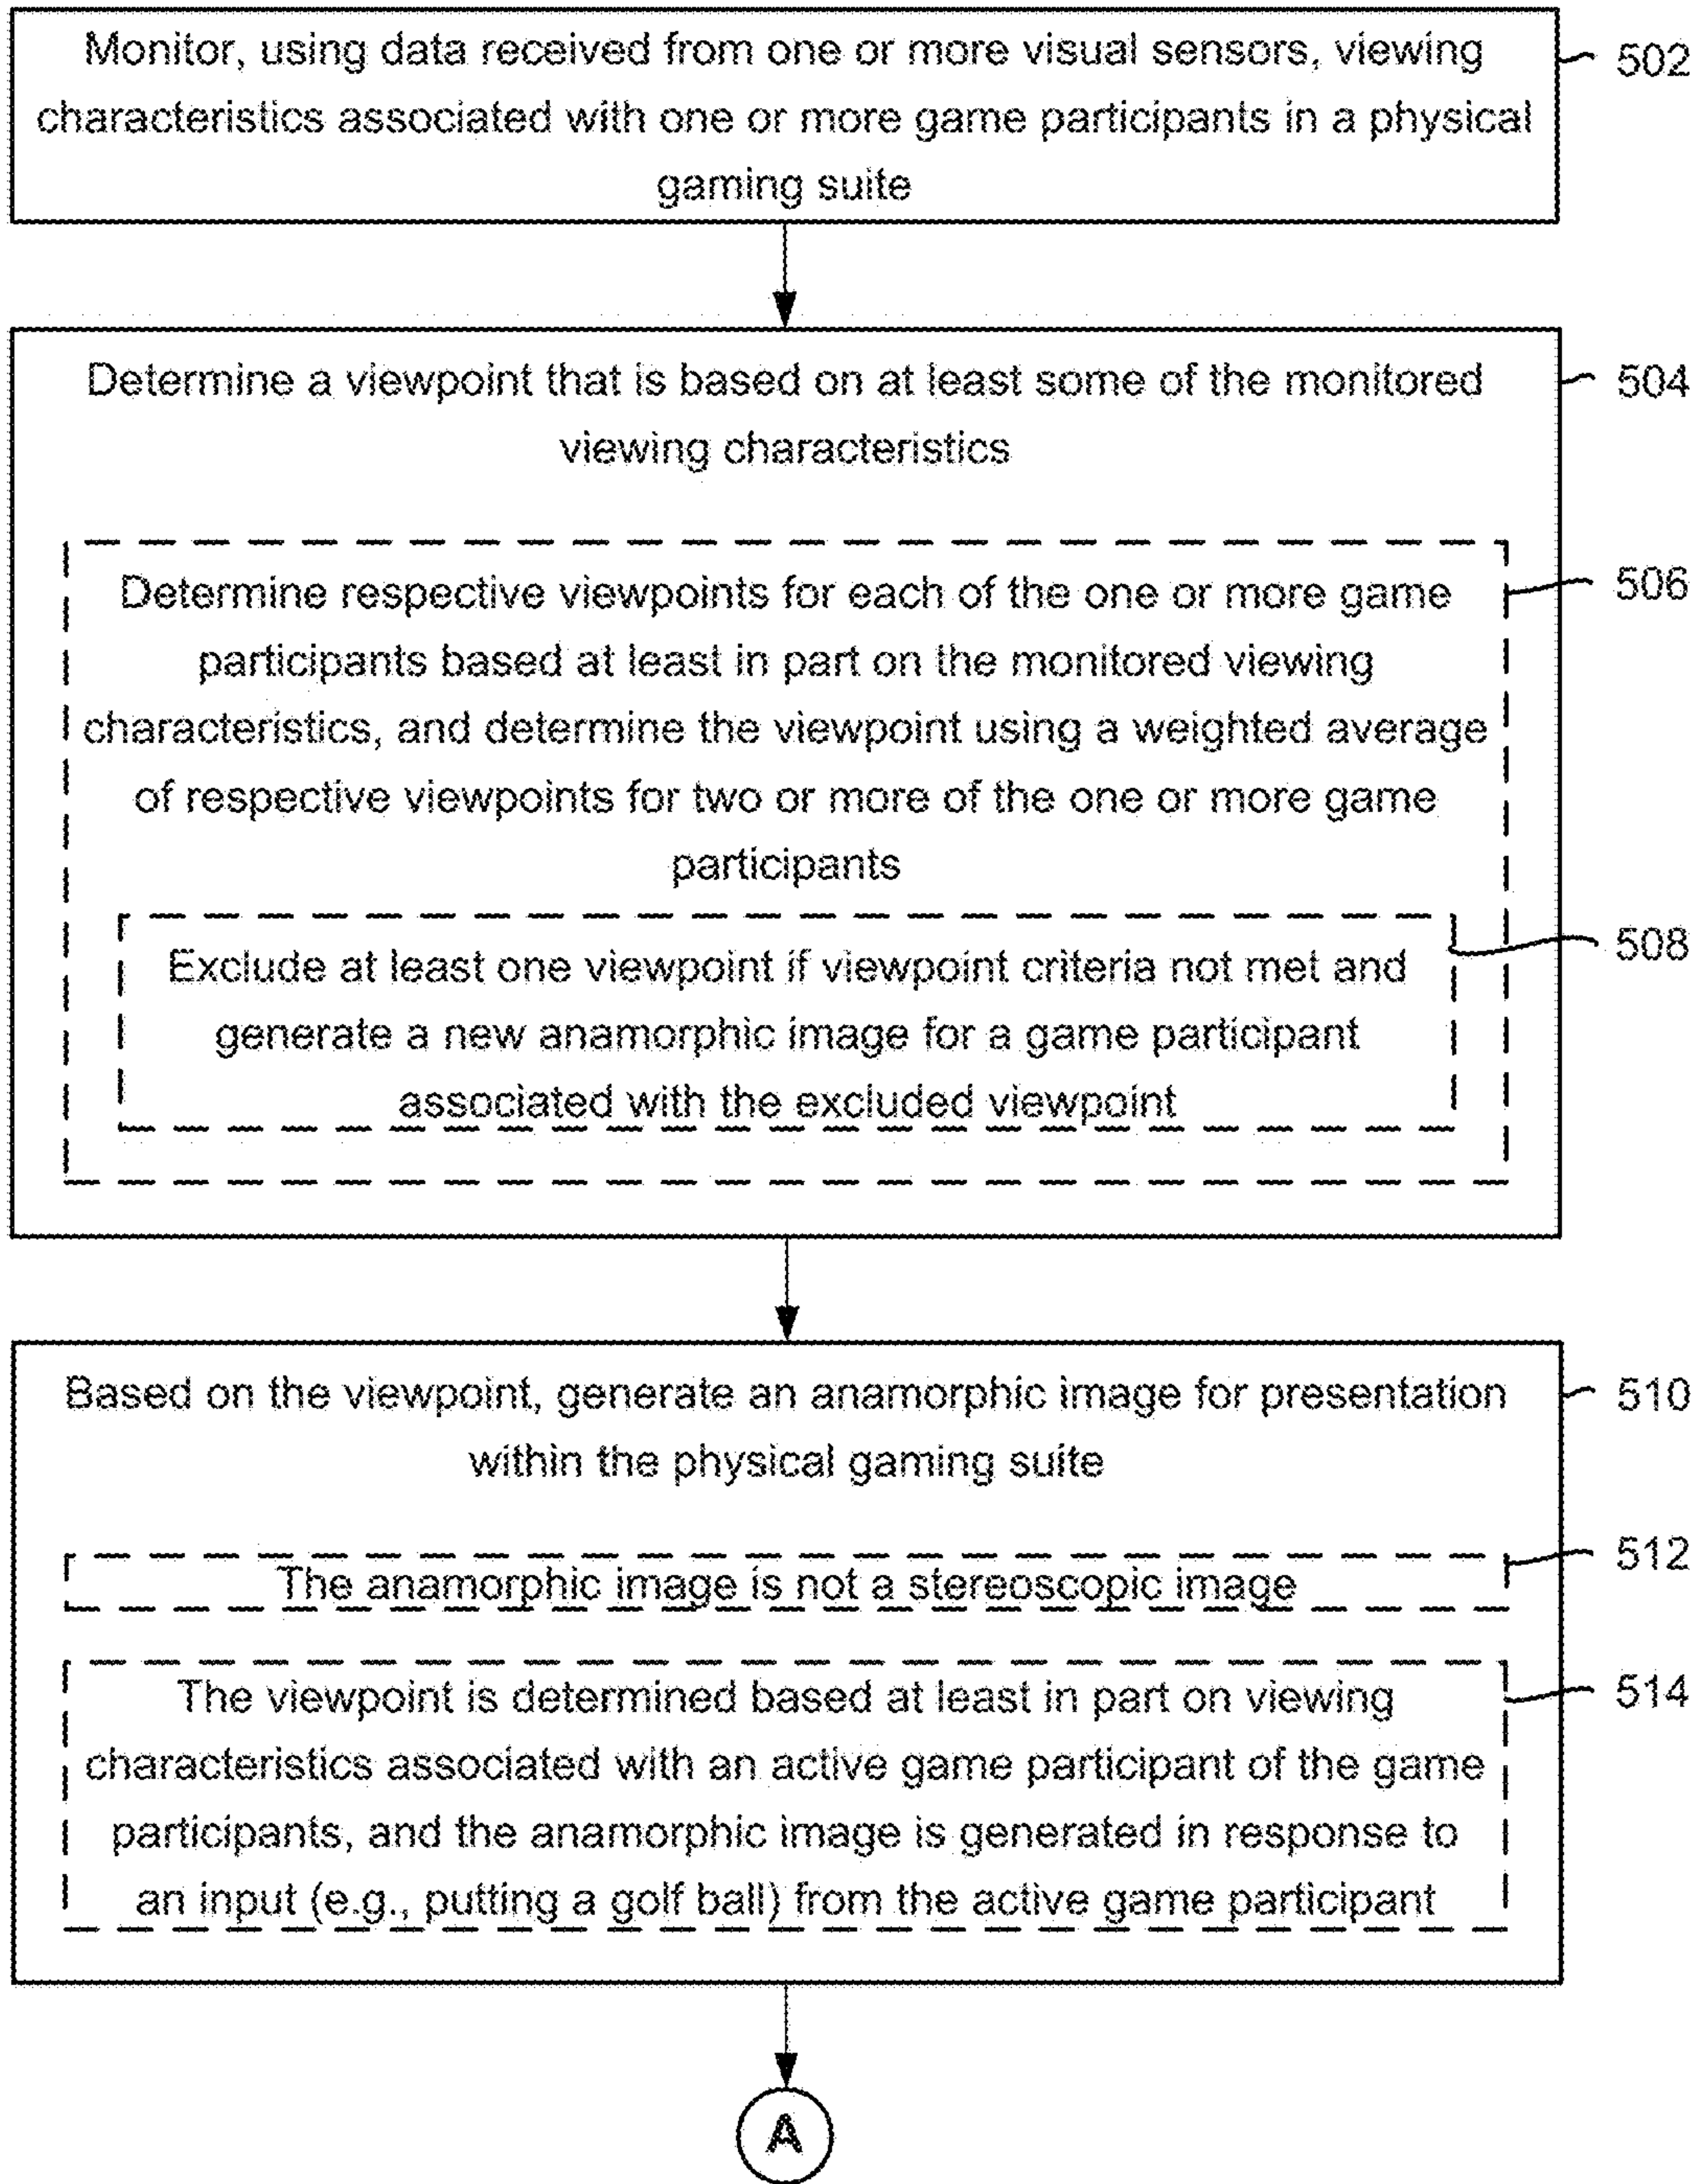 Monitor, using data received from one or more visual sensors, viewing
characteristics associated with one or more game participants in a physical
gaming suite
502
Determine a viewpoint that is based on at least some of the monitored
viewing characteristics
504
Determine respective viewpoints for each of the one or more game
participants based at least in part on the monitored viewing
characteristics, and determine the viewpoint using a weighted average
of respective viewpoints for two or more of the one or more game
participants
506
Exclude at least one viewpoint if viewpoint criteria not met and
generate a new anamorphic image for a game participant
associated with the excluded viewpoint
508
Based on the viewpoint, generate an anamorphic image for presentation
within the physical gaming suite
510
The anamorphic image is not a stereoscopic image
512
The viewpoint is determined based at least in part on viewing
characteristics associated with an active game participant of the game
participants, and the anamorphic image is generated in response to
an input (e.g., putting a golf ball) from the active game participant
514
A